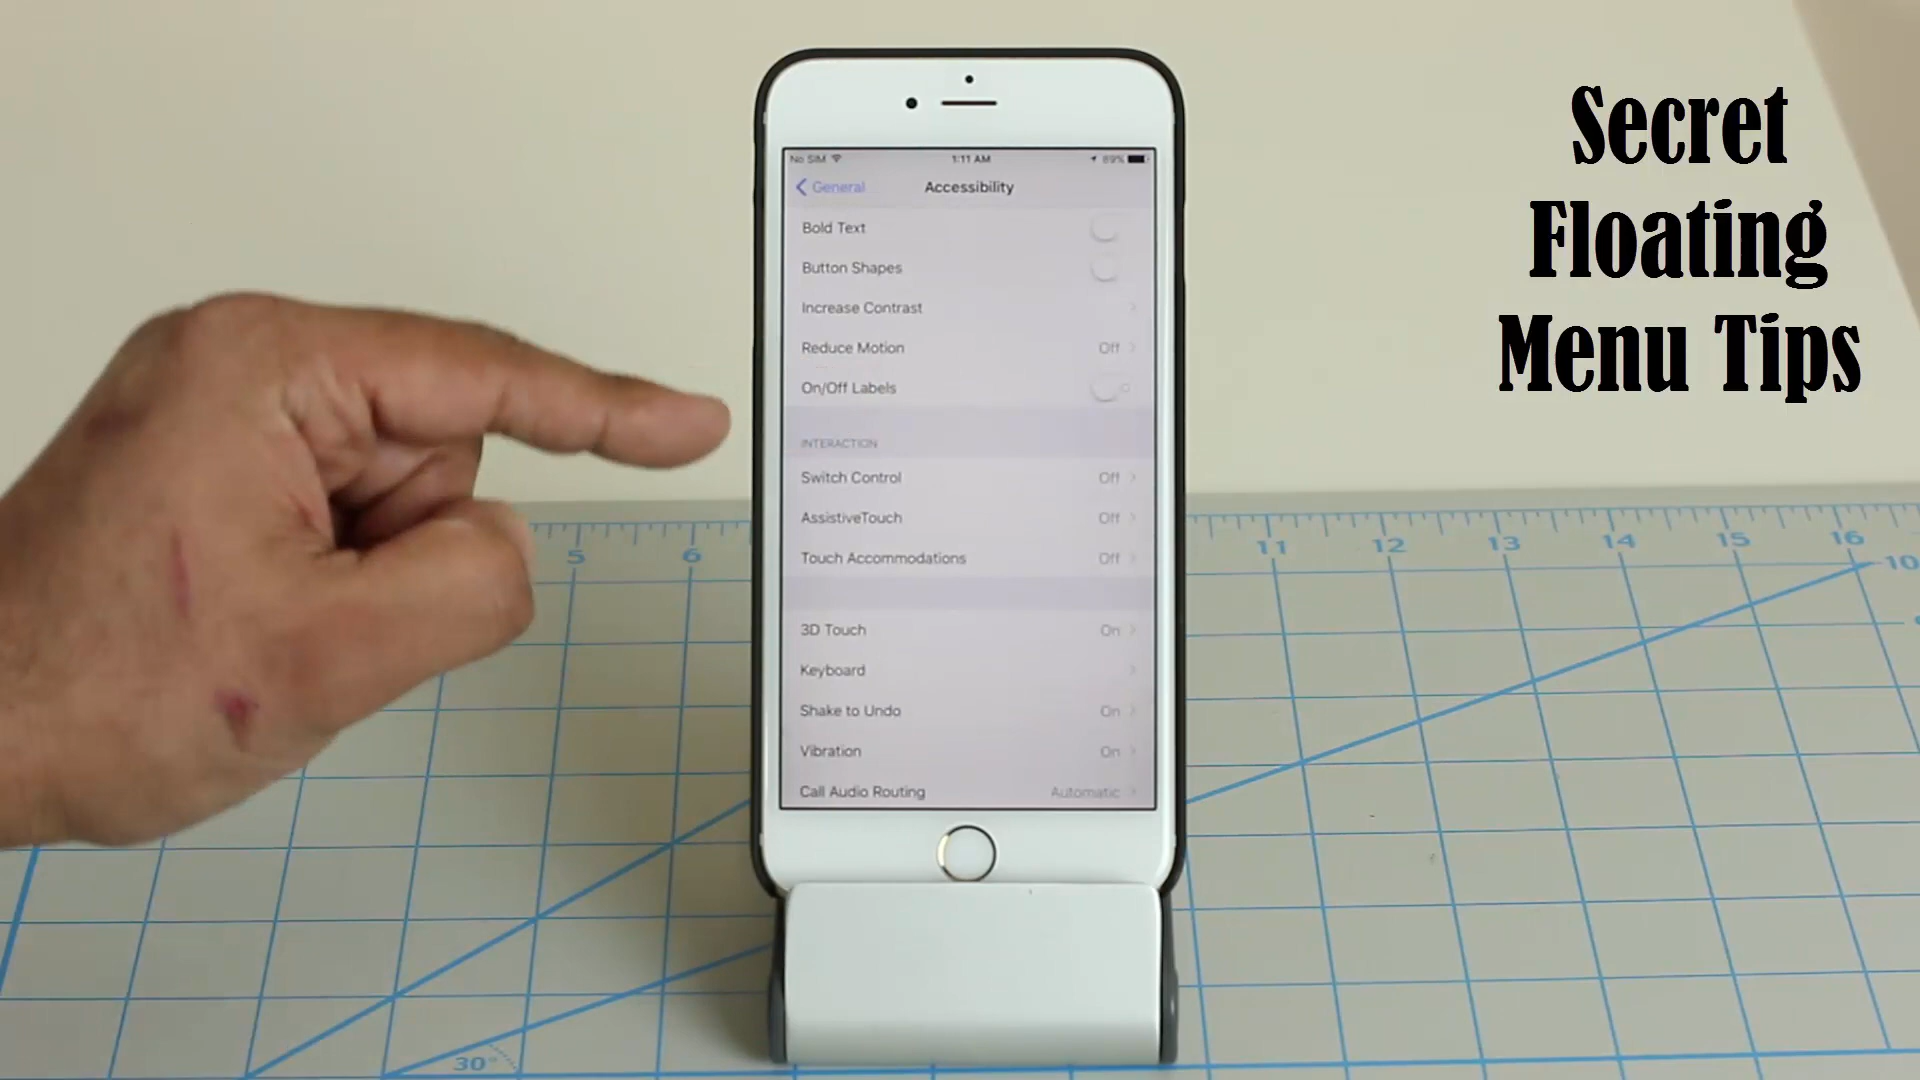 Secret
Floating
Menu Tips
No SIM 1:11 AM 89%
General Accessibility
Bold Text
Button Shapes
Increase Contrast
Reduce Motion Off
On/Off Labels
INTERACTION
Switch Control Off
AssistiveTouch Off
Touch Accommodations Off
3D Touch On
Keyboard
Shake to Undo On
Vibration On
Call Audio Routing Automatic
5 6 11 12 13 14 15 16
10
30°